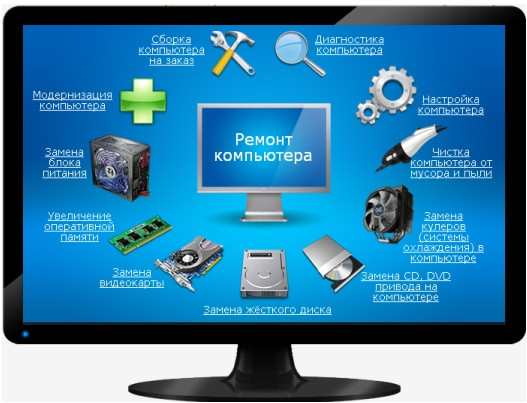 Сборка
компьютера
на заказ
Диагностика
компьютера
Модернизация
компьютера
Настройка
компьютера
Ремонт
компьютера
Замена
блока
питания
Чистка
компьютера от
мусора и пыли
Увеличение
оперативной
памяти
Замена
кулеров
(системы
охлаждения) в
компьютере
Замена
видеокарты
Замена CD, DVD
привода на
компьютере
Замена жёсткого диска